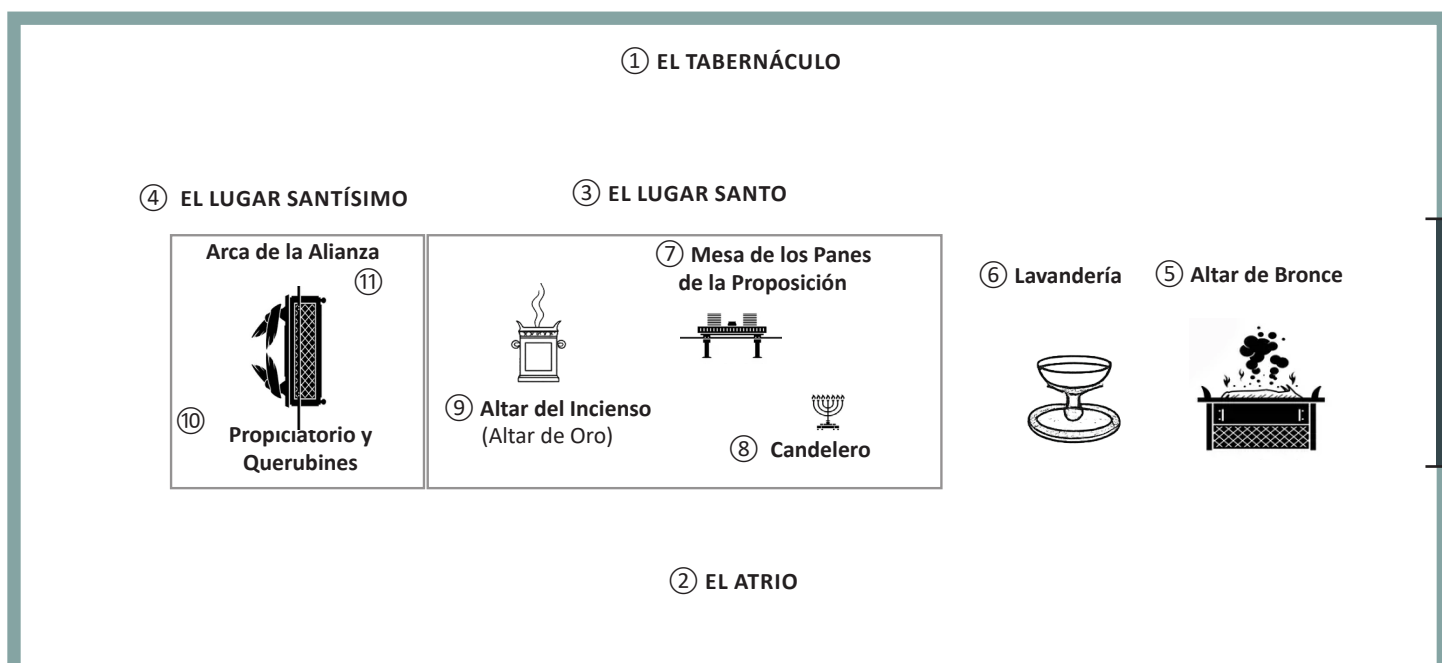 ① EL TABERNÁCULO
④ EL LUGAR SANTÍSIMO
③ EL LUGAR SANTO
Arca de la Alianza
⑪
⑩
Propiciatorio y
Querubines
⑦ Mesa de los Panes
de la Proposición
⑨ Altar del Incienso
(Altar de Oro)
⑧ Candelero
⑥ Lavandería
⑤ Altar de Bronce
② EL ATRIO